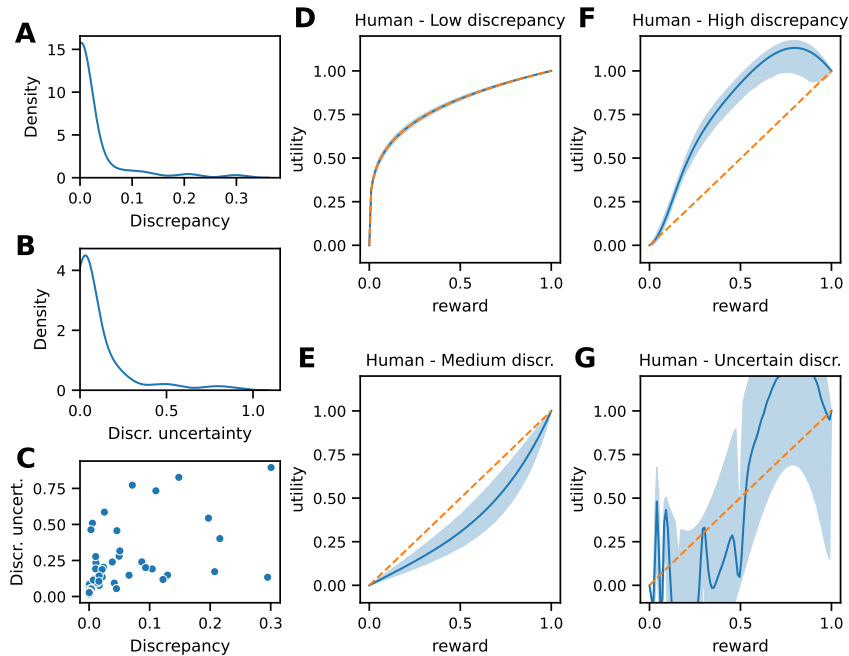 A
15
10
5
0
Density
0.0 0.1 0.2 0.3
Discrepancy
B
4
2
0
Density
0.0 0.5 1.0
Discr. uncertainty
C
0.75
0.50
0.25
0.00
Discr. uncert.
0.0 0.1 0.2 0.3
Discrepancy
D
Human - Low discrepancy
1.00
0.75
0.50
0.25
0.00
utility
0.0 0.5 1.0
reward
E
Human - Medium discr.
1.00
0.75
0.50
0.25
0.00
utility
0.0 0.5 1.0
reward
F
Human - High discrepancy
1.00
0.75
0.50
0.25
0.00
utility
0.0 0.5 1.0
reward
G
Human - Uncertain discr.
1.00
0.75
0.50
0.25
0.00
utility
0.0 0.5 1.0
reward